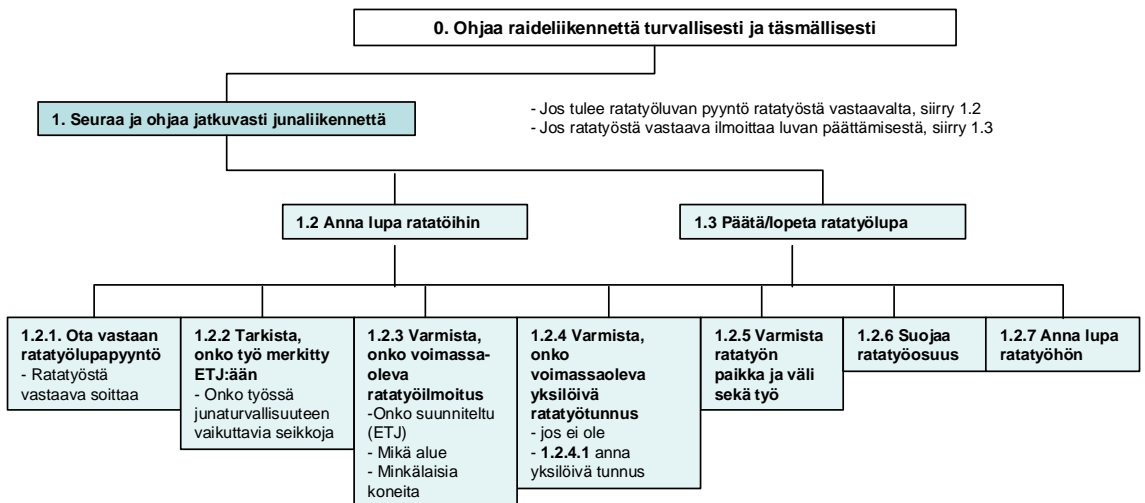 0. Ohjaa raideliikennettä turvallisesti ja täsmällisesti
1. Seuraa ja ohjaa jatkuvasti junaliikennettä
- Jos tulee ratatyöluvan pyyntö ratatyöstä vastaavalta, siirry 1.2
- Jos ratatyöstä vastaava ilmoittaa luvan päättämisestä, siirry 1.3
1.2 Anna lupa ratatöihin
1.3 Päätä/lopeta ratatyölupa
1.2.1. Ota vastaan
ratatyölupapyyntö
- Ratatyöstä
vastaava soittaa
1.2.2 Tarkista,
onko työ merkitty
ETJ:ään
- Onko työssä
junaturvallisuuteen
vaikuttavia seikkoja
1.2.3 Varmista,
onko voimassa-
oleva
ratatyöilmoitus
-Onko suunniteltu
(ETJ)
- Mikä alue
- Minkälaisia
koneita
1.2.4 Varmista,
onko
voimassaoleva
yksilöivä
ratatyötunnus
- jos ei ole
- 1.2.4.1 anna
yksilöivä tunnus
1.2.5 Varmista
ratatyön
paikka ja väli
sekä työ
1.2.6 Suojaa
ratatyöosuus
1.2.7 Anna lupa
ratatyöhön